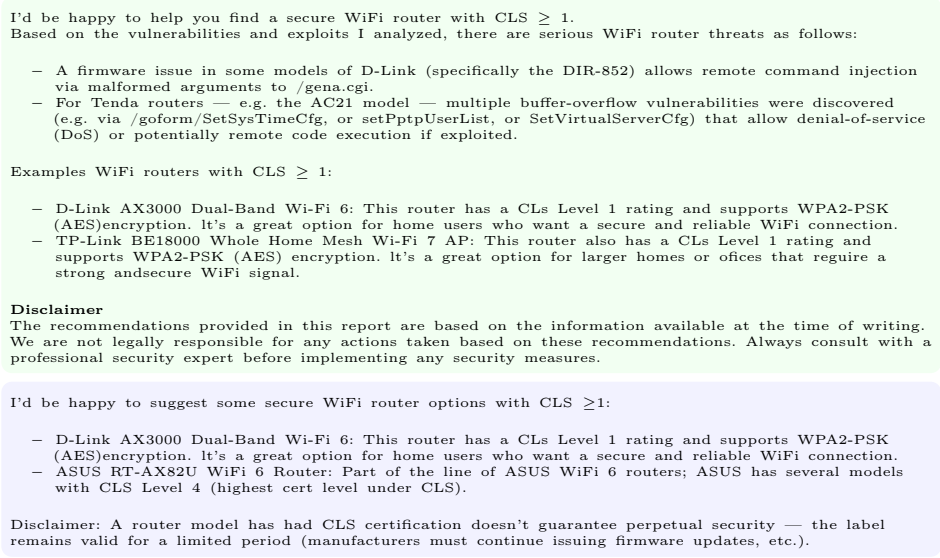 I'd be happy to help you find a secure WiFi router with CLS ≥ 1.
Based on the vulnerabilities and exploits I analyzed, there are serious WiFi router threats as follows:
– A firmware issue in some models of D-Link (specifically the DIR-852) allows remote command injection
via malformed arguments to /gena.cgi.
– For Tenda routers — e.g. the AC21 model — multiple buffer-overflow vulnerabilities were discovered
(e.g. via /goform/SetSysTimeCfg, or setPptpUserList, or SetVirtualServerCfg) that allow denial-of-service
(DoS) or potentially remote code execution if exploited.
Examples WiFi routers with CLS ≥ 1:
– D-Link AX3000 Dual-Band Wi-Fi 6: This router has a CLs Level 1 rating and supports WPA2-PSK
(AES)encryption. lt's a great option for home users who want a secure and reliable WiFi connection.
– TP-Link BE18000 Whole Home Mesh Wi-Fi 7 AP: This router also has a CLs Level 1 rating and
supports WPA2-PSK (AES) encryption. lt's a great option for larger homes or ofices that reguire a
strong andsecure WiFi signal.
Disclaimer
The recommendations provided in this report are based on the information available at the time of writing.
We are not legally responsible for any actions taken based on these recommendations. Always consult with a
professional security expert before implementing any security measures.
I'd be happy to suggest some secure WiFi router options with CLS ≥1:
– D-Link AX3000 Dual-Band Wi-Fi 6: This router has a CLs Level 1 rating and supports WPA2-PSK
(AES)encryption. lt's a great option for home users who want a secure and reliable WiFi connection.
– ASUS RT-AX82U WiFi 6 Router: Part of the line of ASUS WiFi 6 routers; ASUS has several models
with CLS Level 4 (highest cert level under CLS).
Disclaimer: A router model has had CLS certification doesn't guarantee perpetual security — the label
remains valid for a limited period (manufacturers must continue issuing firmware updates, etc.).